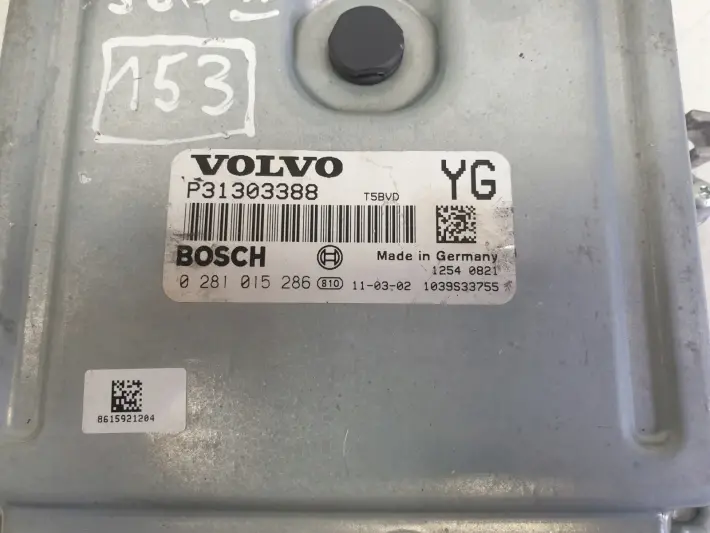 153
VOLVO
YG
P31303388 T5BVD
BOSCH Made in Germany
1254 0821
0 281 015 286 810 11-03-02 1039S33755
8615921204